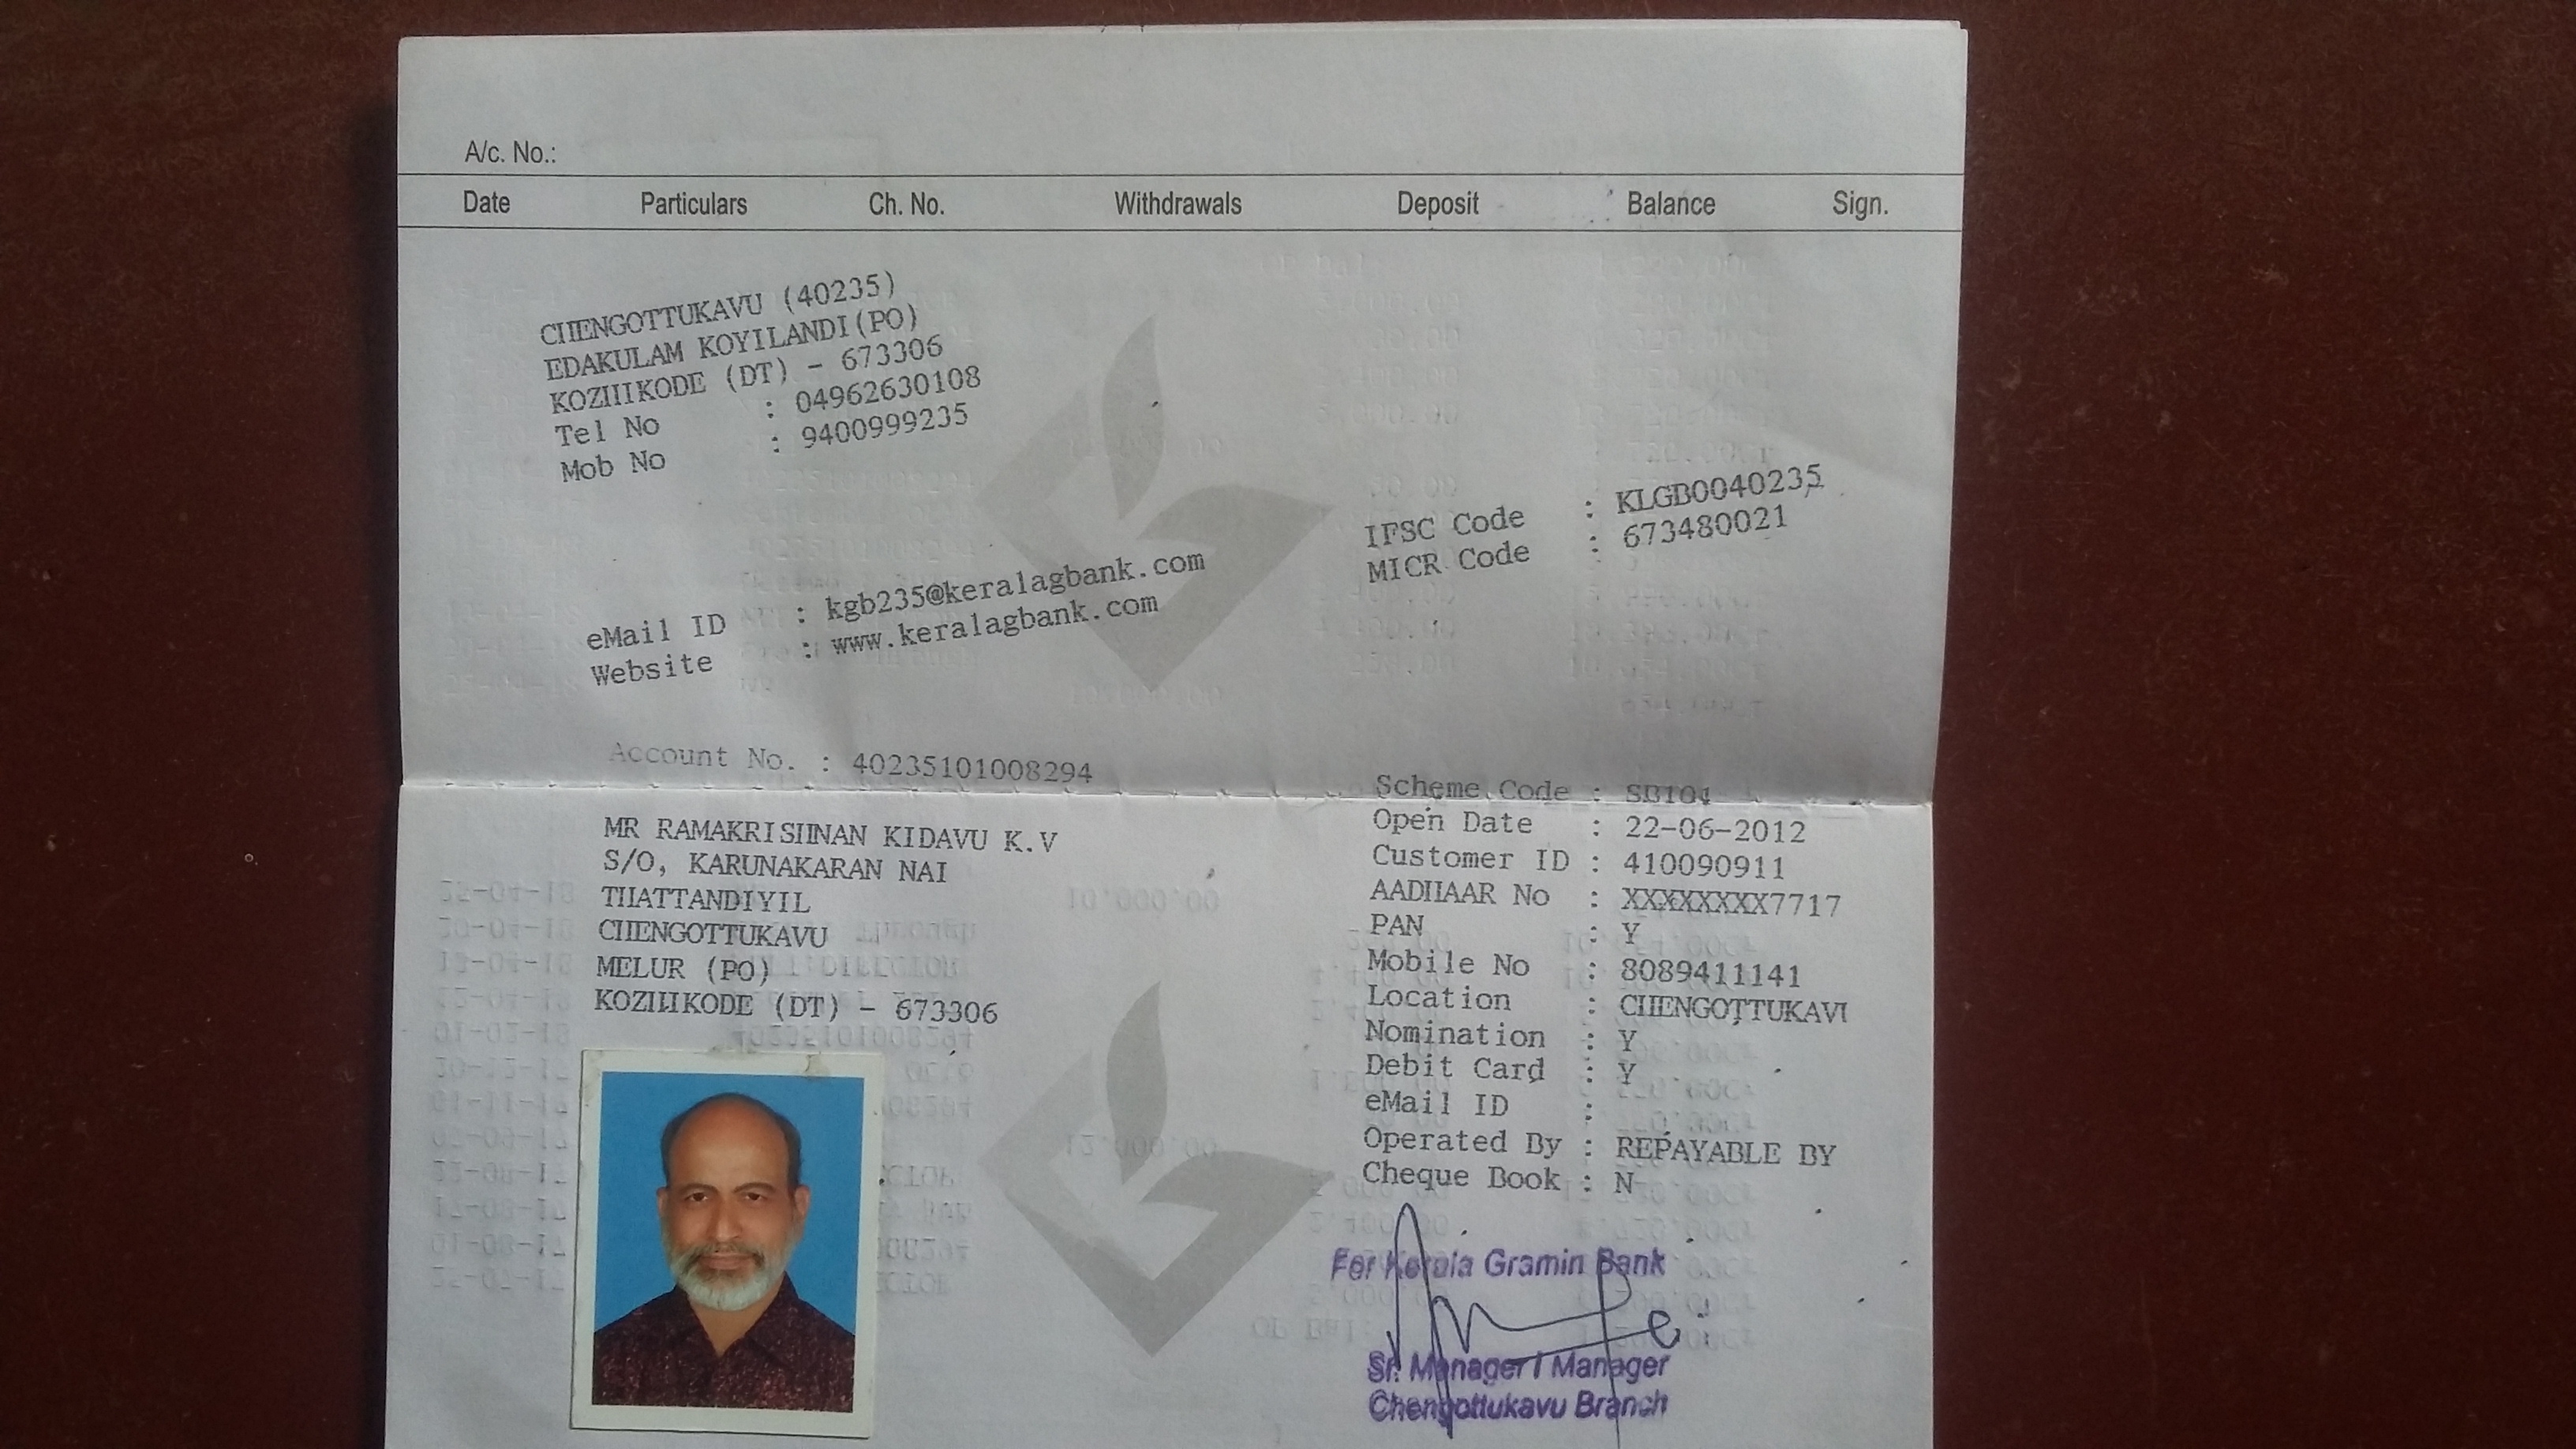 A/c. No.:
Date Particulars Ch. No. Withdrawals Deposit Balance Sign.
CHENGOTTUKAVU (40235)
EDAKULAM KOYILANDI(PO)
KOZHIKODE (DT) - 673306
Tel No : 04962630108
Mob No : 9400999235
IFSC Code : KLGB0040235
MICR Code : 673480021
eMail ID : kgb235@keralagbank.com
Website : www.keralagbank.com
Account No. : 40235101008294
Scheme Code : SB101
MR RAMAKRISHNAN KIDAVU K.V
S/O, KARUNAKARAN NAI
THATTANDIYIL
CHENGOTTUKAVU
MELUR (PO)
KOZHIKODE (DT) - 673306
Open Date : 22-06-2012
Customer ID : 410090911
AADHAAR No : XXXXXXXX7717
PAN : Y
Mobile No : 8089411141
Location : CHENGOTTUKAVU
Nomination : Y
Debit Card : Y
eMail ID :
Operated By : REPAYABLE BY
Cheque Book : N
For Kerala Gramin Bank
Sr. Manager / Manager
Chengottukavu Branch